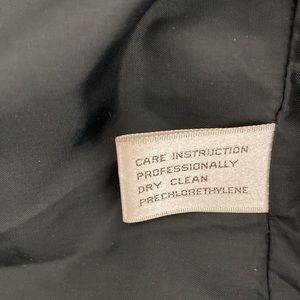 CARE INSTRUCTION
PROFESSIONALLY
DRY CLEAN
PRECHLORETHYLENE